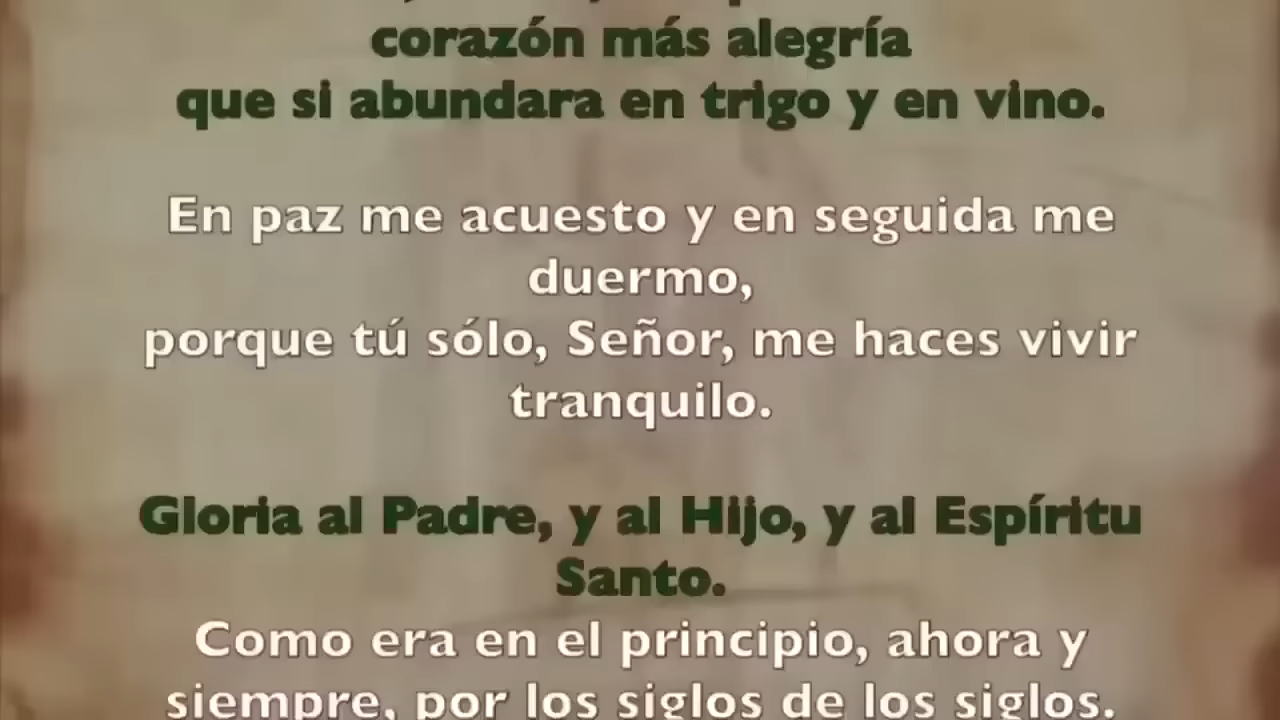 corazón más alegría
que si abundara en trigo y en vino.
En paz me acuesto y en seguida me
duermo,
porque tú sólo, Señor, me haces vivir
tranquilo.
Gloria al Padre, y al Hijo, y al Espíritu
Santo.
Como era en el principio, ahora y
siempre, por los siglos de los siglos.